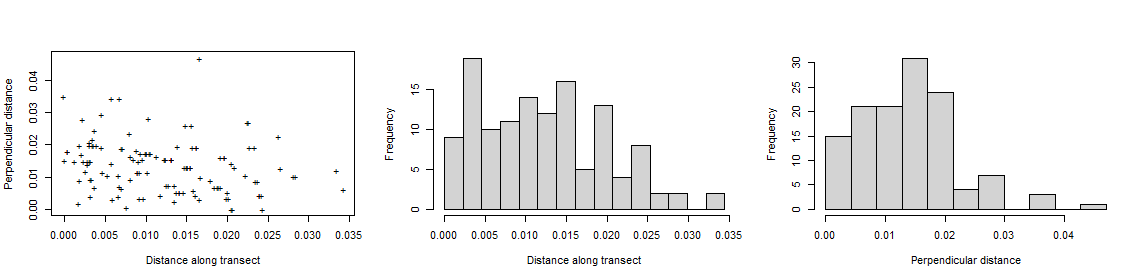 Perpendicular distance
0.00 0.01 0.02 0.03 0.04
0.000 0.005 0.010 0.015 0.020 0.025 0.030 0.035
Distance along transect
Frequency
0 5 10 15
0.000 0.005 0.010 0.015 0.020 0.025 0.030 0.035
Distance along transect
Frequency
0 5 10 15 20 25 30
0.00 0.01 0.02 0.03 0.04
Perpendicular distance